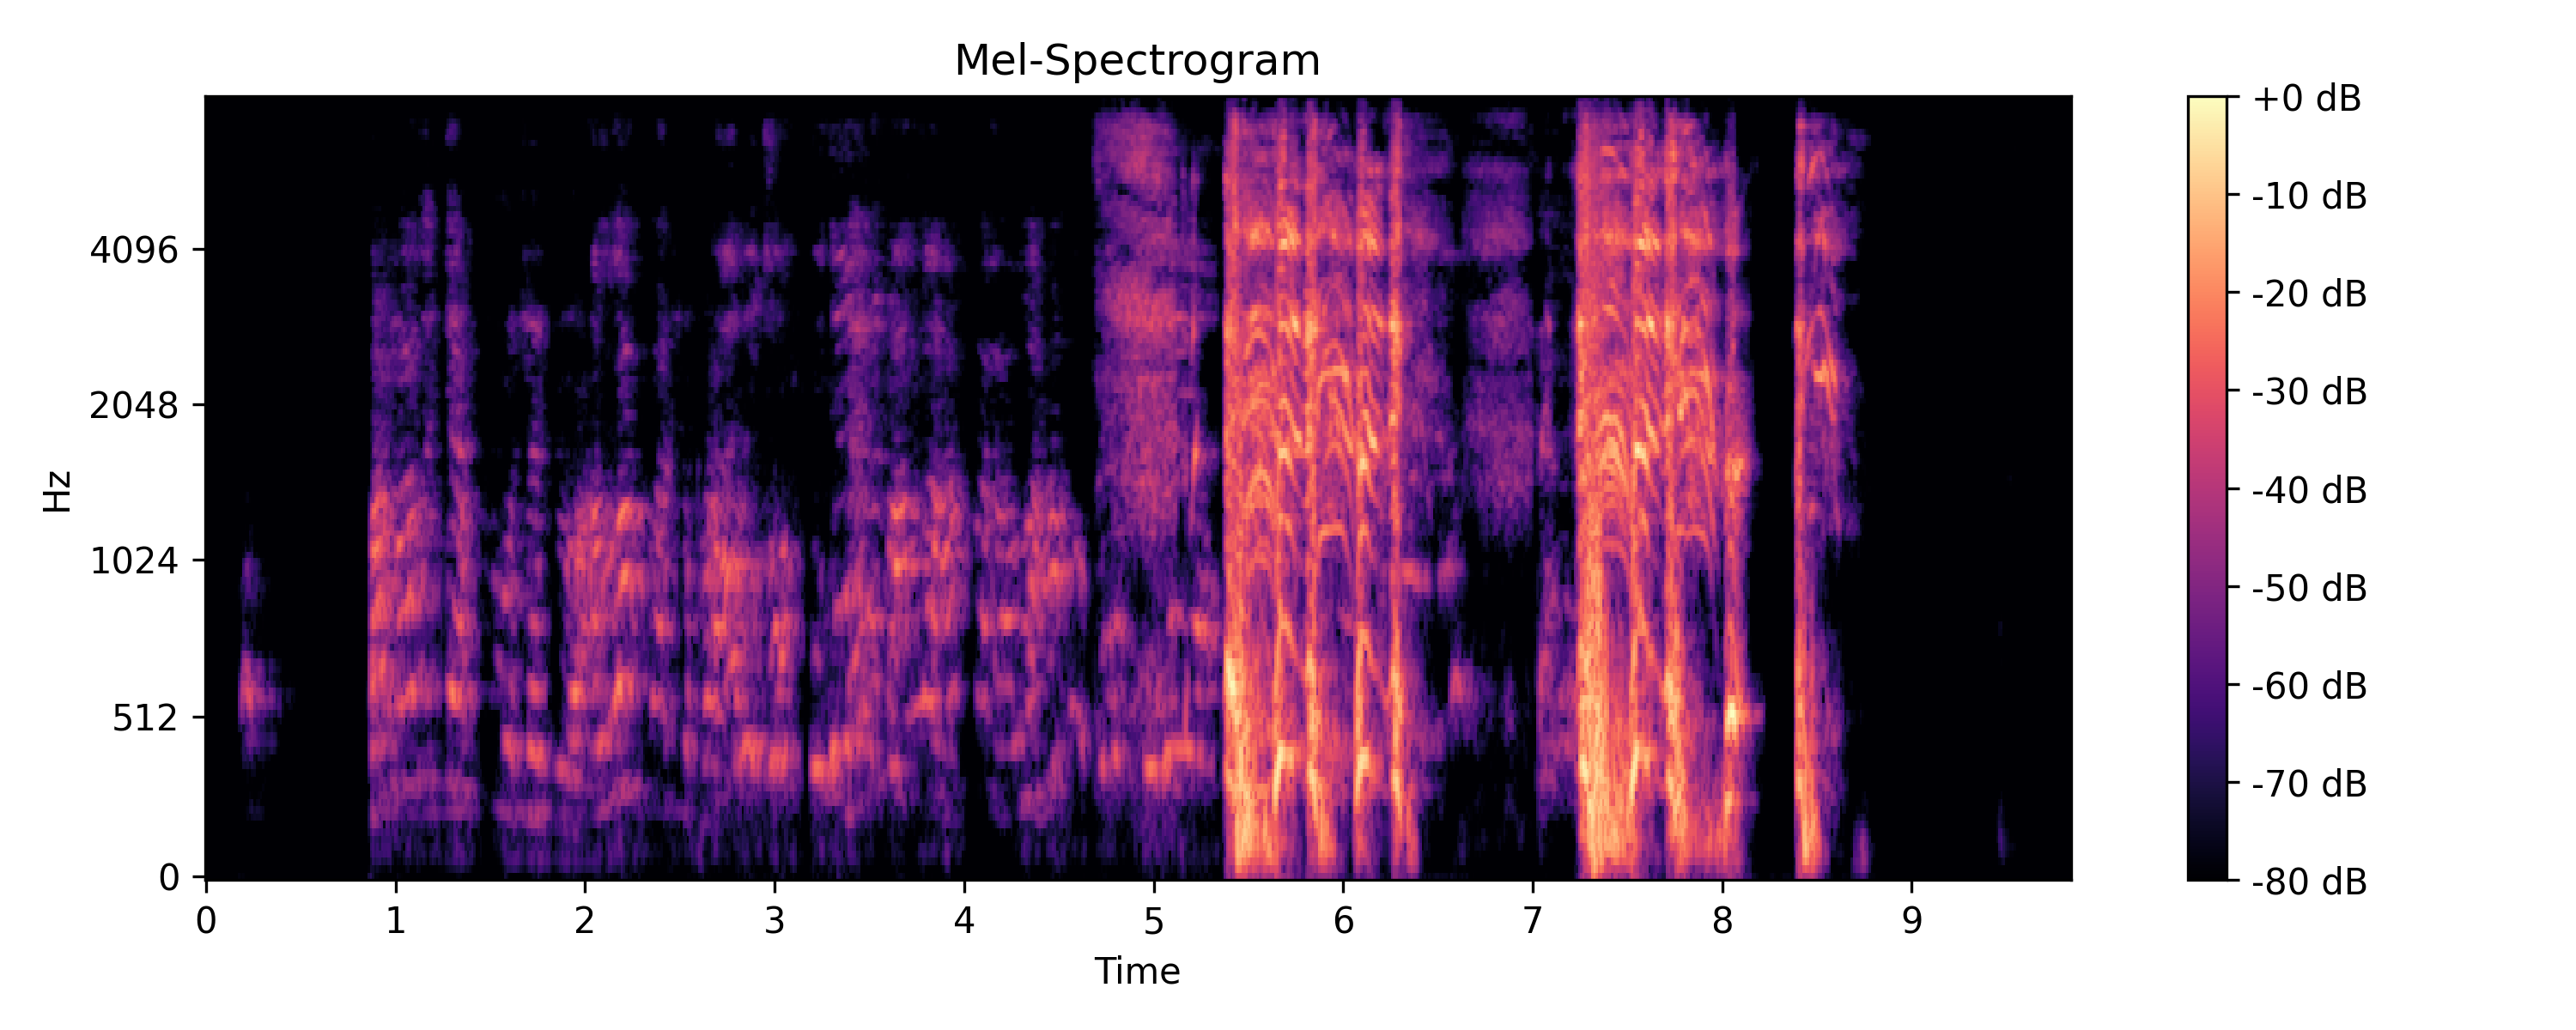 Mel-Spectrogram
+0 dB
-10 dB
-20 dB
-30 dB
-40 dB
-50 dB
-60 dB
-70 dB
-80 dB
4096
2048
1024
512
0
Hz
0 1 2 3 4 5 6 7 8 9
Time